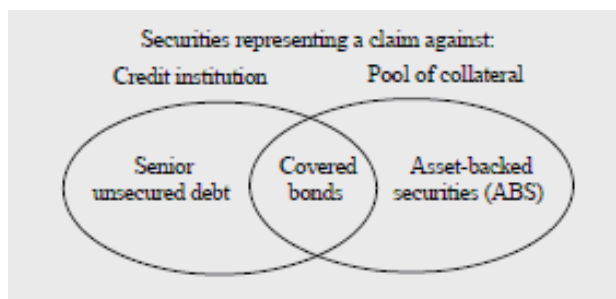 Securities representing a claim against:
Credit institution
Pool of collateral
Senior
unsecured debt
Covered
bonds
Asset-backed
securities (ABS)